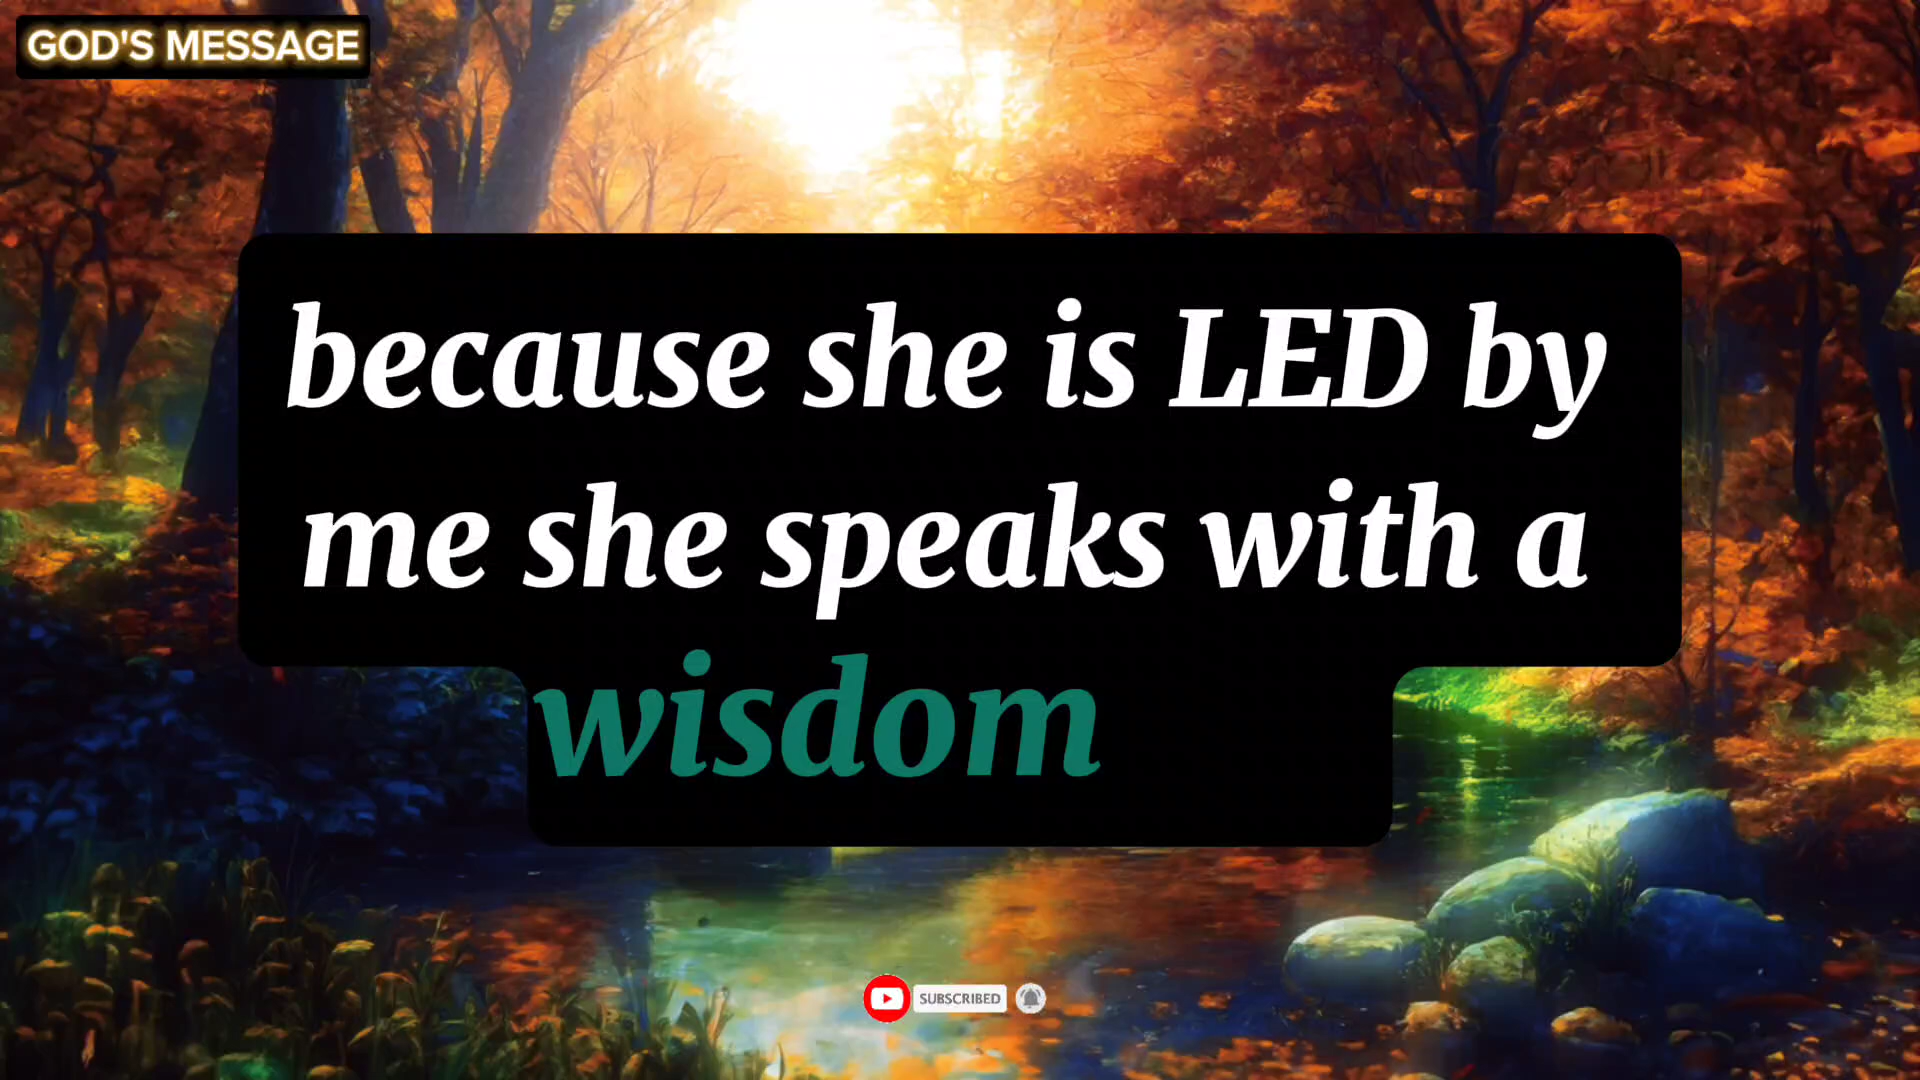 GOD'S MESSAGE
because she is LED by
me she speaks with a
wisdom
SUBSCRIBED